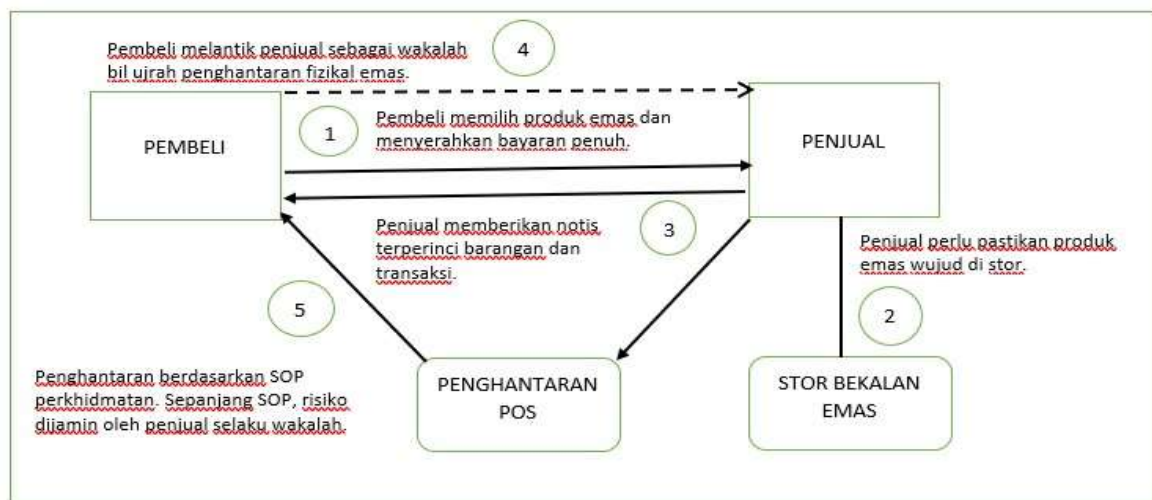 Pembeli melantik penjual sebagai wakalah
bil ujrah penghantaran fizikal emas.
4
PEMBELI
1
Pembeli memilih produk emas dan
menyerahkan bayaran penuh.
PENJUAL
Penjual memberikan notis
terperinci barangan dan
transaksi.
3
Penjual perlu pastikan produk
emas wujud di stor.
2
5
Penghantaran berdasarkan SOP
perkhidmatan. Sepanjang SOP, risiko
dijamin oleh penjual selaku wakalah.
PENGHANTARAN
POS
STOR BEKALAN
EMAS